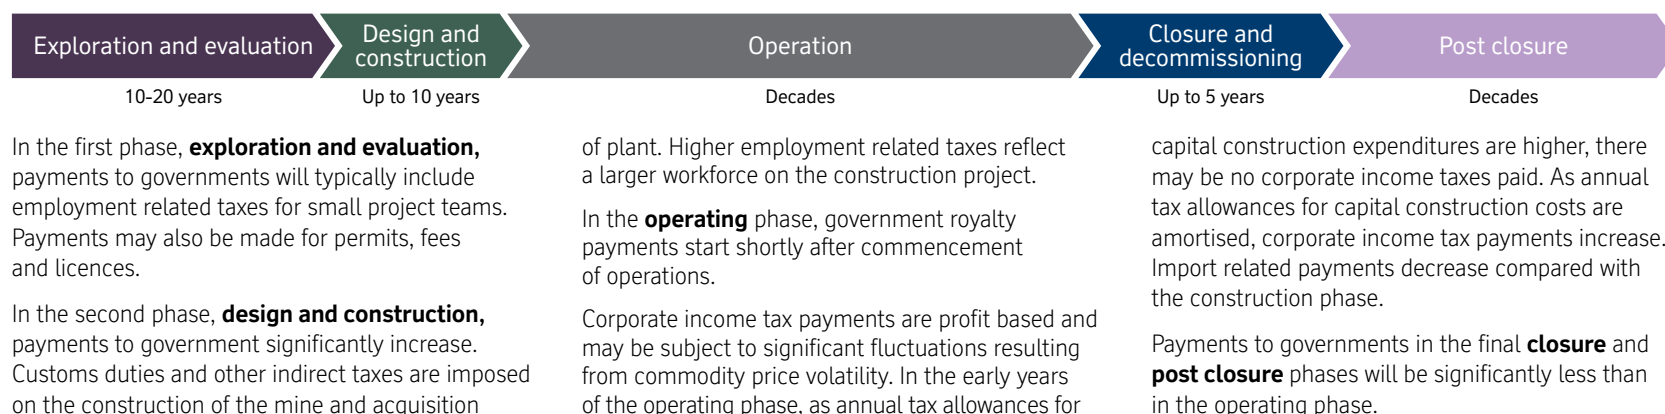 Exploration and evaluation
Design and
construction
Operation
Closure and
decommissioning
Post closure
10-20 years
Up to 10 years
Decades
Up to 5 years
Decades
In the first phase, exploration and evaluation,
payments to governments will typically include
employment related taxes for small project teams.
Payments may also be made for permits, fees
and licences.
In the second phase, design and construction,
payments to government significantly increase.
Customs duties and other indirect taxes are imposed
on the construction of the mine and acquisition
of plant. Higher employment related taxes reflect
a larger workforce on the construction project.
In the operating phase, government royalty
payments start shortly after commencement
of operations.
Corporate income tax payments are profit based and
may be subject to significant fluctuations resulting
from commodity price volatility. In the early years
of the operating phase, as annual tax allowances for
capital construction expenditures are higher, there
may be no corporate income taxes paid. As annual
tax allowances for capital construction costs are
amortised, corporate income tax payments increase.
Import related payments decrease compared with
the construction phase.
Payments to governments in the final closure and
post closure phases will be significantly less than
in the operating phase.